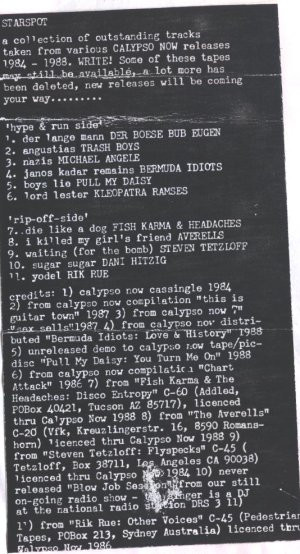 STARSPOT
a collection of outstanding tracks
taken from various CALYPSO NOW releases
1984 - 1988. WRITE! Some of these tapes
may still be available, a lot more has
been deleted, new releases will be coming
your way.........
'hype & run side'
1. der lange mann DER BOESE BUB EUGEN
2. angustias TRASH BOYS
3. nazis MICHAEL ANGELE
4. janos kadar remains BERMUDA IDIOTS
5. boys lie PULL MY DAISY
6. lord lester KLEOPATRA RAMSES
'rip-off-side'
7..die like a dog FISH KARMA & HEADACHES
8. i killed my girl's friend AVERELLS
9. waiting (for the bomb) STEVEN TETZLOFF
10. sugar sugar DANI HITZIG
11. yodel RIK RUE
credits: 1) calypso now cassingle 1984
2) from calypso now compilation "this is
guitar town" 1987 3) from calypso now 7"
"sex sells"1987 4) from calypso now distri-
buted "Bermuda Idiots: Love & History" 1988
5) unreleased demo to calypso now tape/pic-
disc "Pull My Daisy: You Turn Me On" 1988
6) from calypso now compilation "Chart
Attack" 1986 7) from "Fish Karma & The
Headaches: Disco Entropy" C-60 (Addled,
POBox 40421, Tucson AZ 85717), licenced
thru Calypso Now 1988 8) from "The Averells"
C-20 (Vfk, Kreuzlingerstr. 16, 8590 Romans-
horn) licenced thru Calypso Now 1988 9)
from "Steven Tetzloff: Flyspecks" C-45 (
Tetzloff, Box 38711, Los Angeles CA 90038)
licenced thru Calypso 1984 10) never
released "Blow Job Session" (from our still
on-going radio show - singer is a DJ
at the national radio DRS 3 11)
11) from "Rik Rue: Other Voices" C-45 (Pedestrian
Tapes, POBox 213, Sydney Australia) licenced thru
Calypso Now 1986